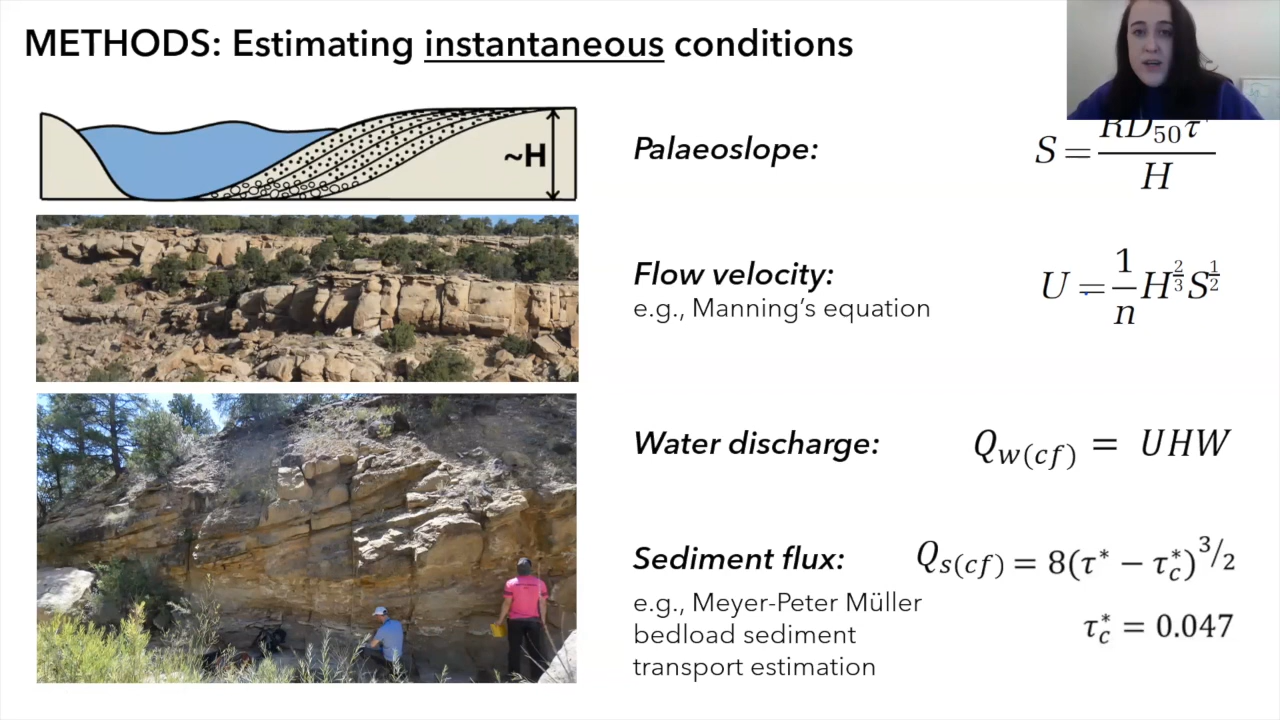 METHODS: Estimating instantaneous conditions
~H
Palaeoslope:
S = RD₅₀τ / H
Flow velocity:
e.g., Manning’s equation
U = 1/n H^2/3 S^1/2
Water discharge:
Q_w(cf) = UHW
Sediment flux:
Q_s(cf) = 8(τ* − τ*_c)^3/2
e.g., Meyer-Peter Müller
bedload sediment
transport estimation
τ*_c = 0.047